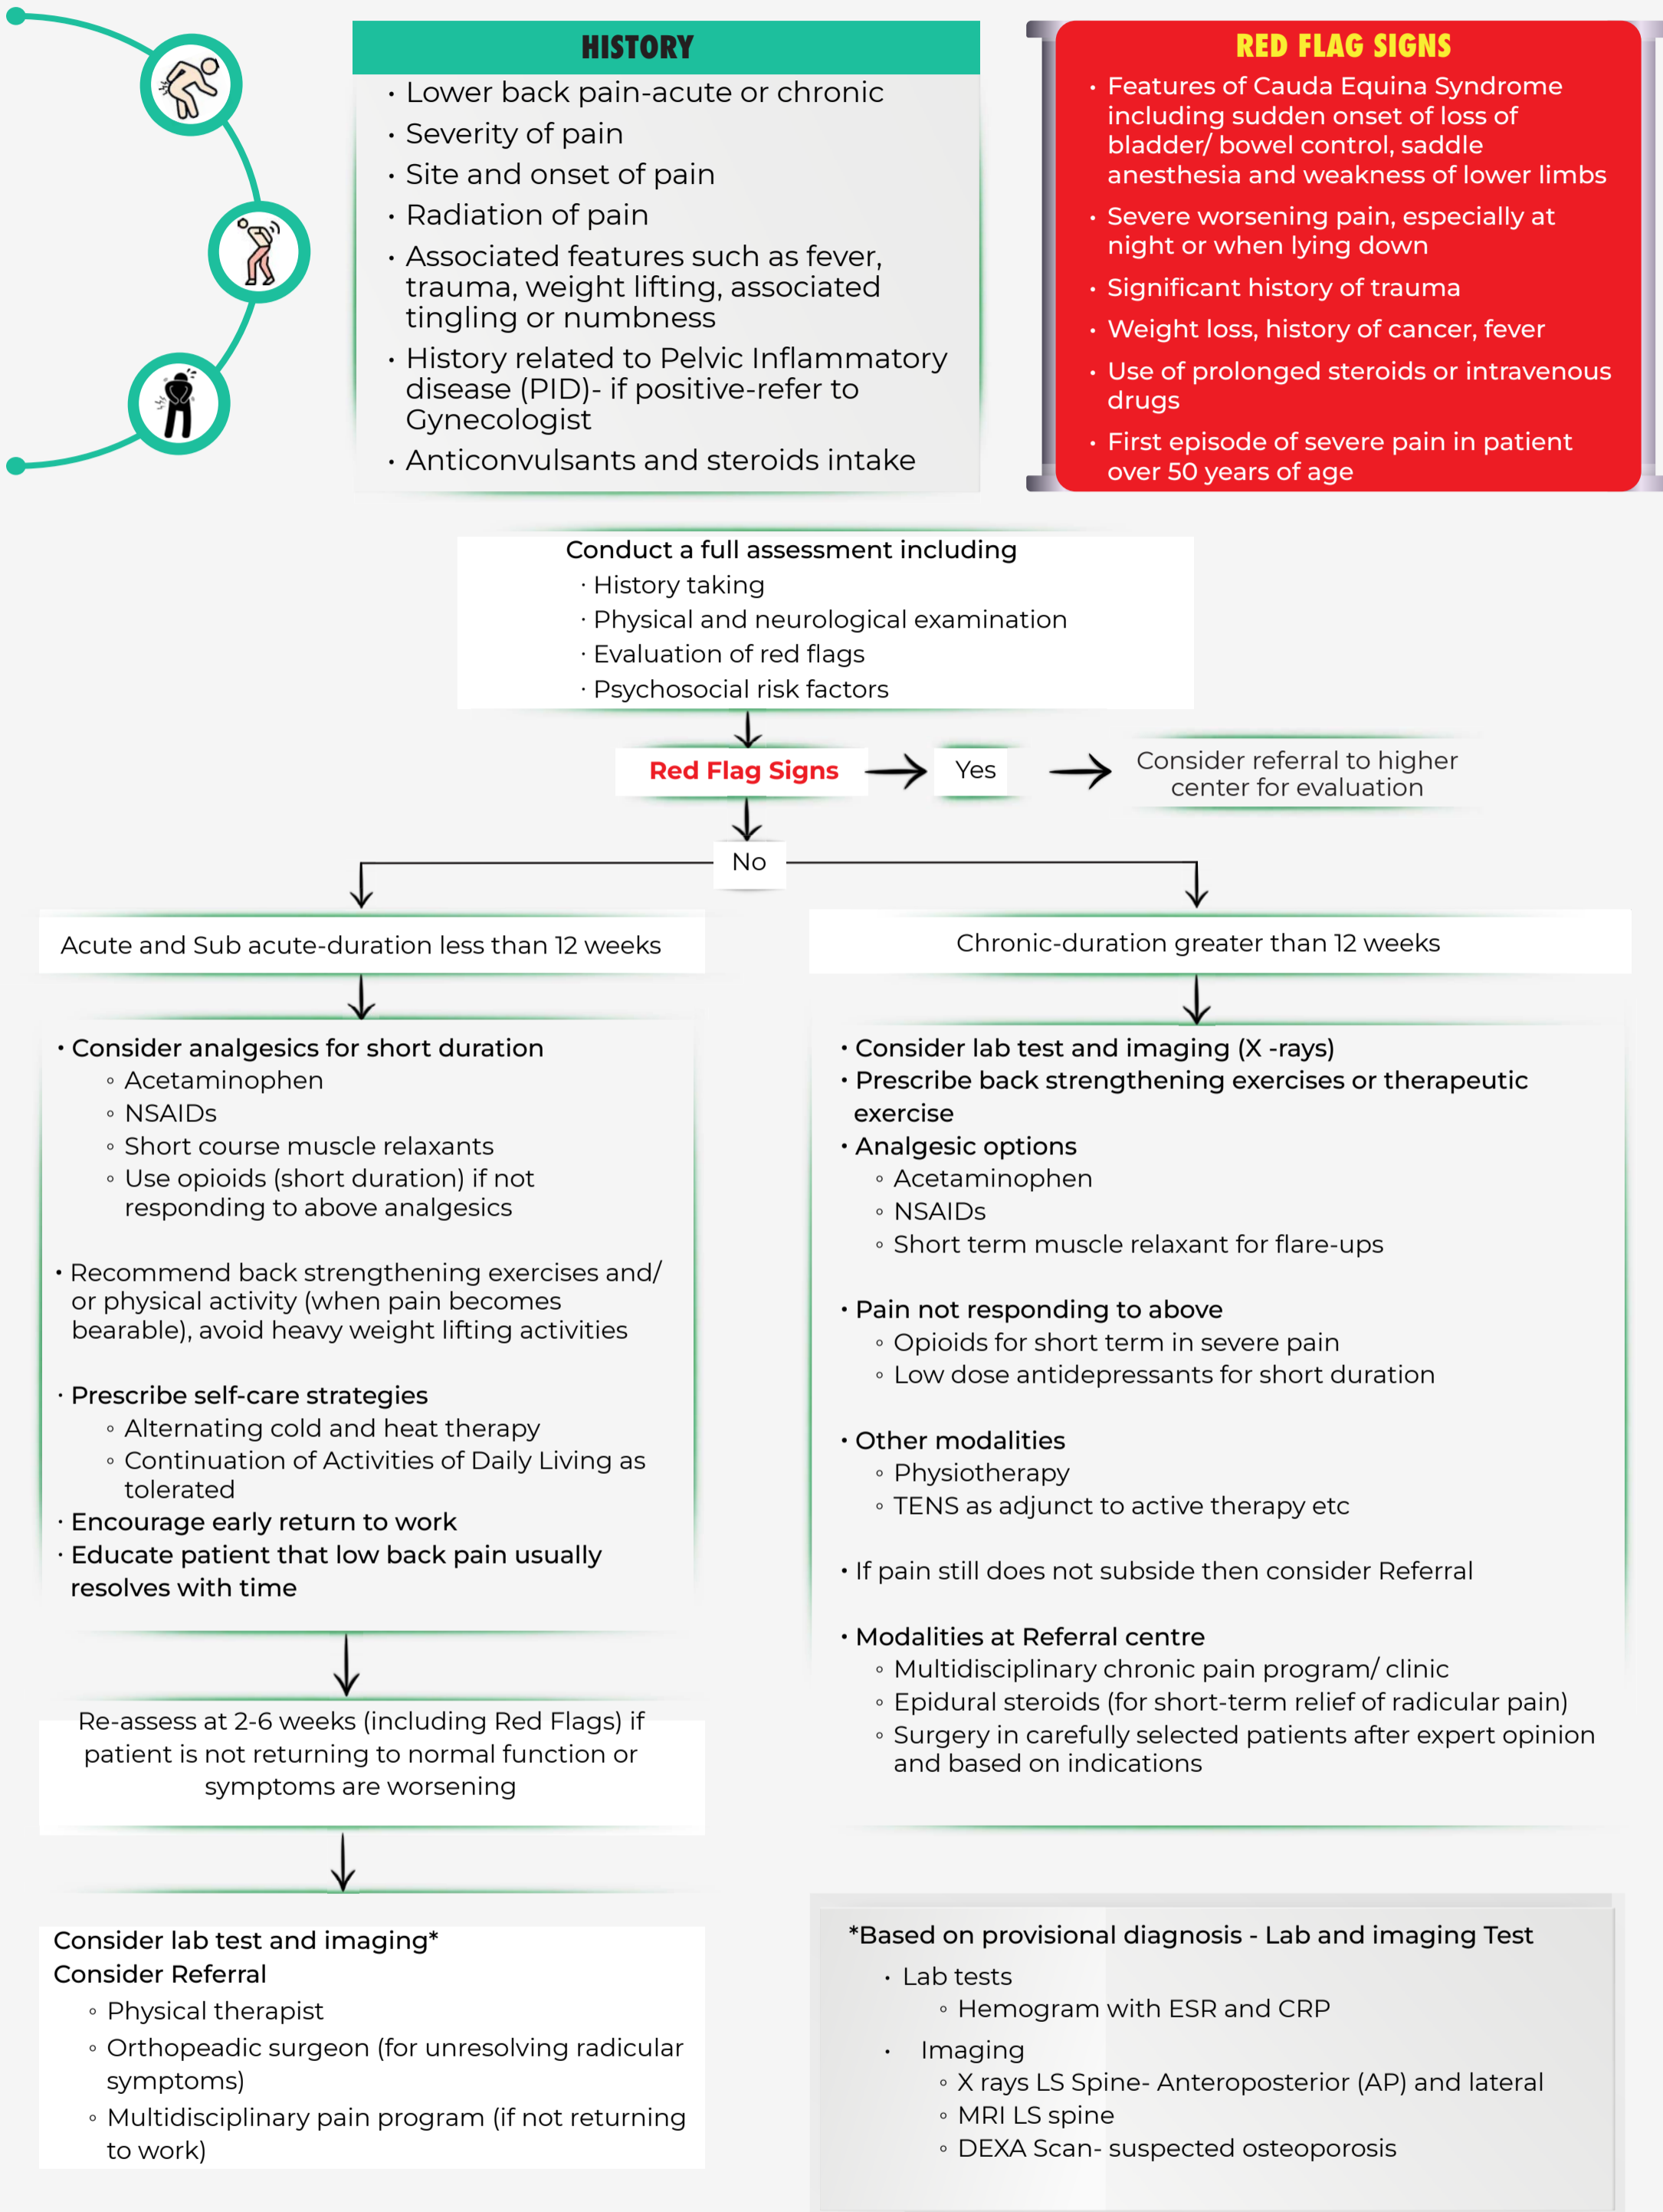 HISTORY
• Lower back pain-acute or chronic
• Severity of pain
• Site and onset of pain
• Radiation of pain
• Associated features such as fever,
trauma, weight lifting, associated
tingling or numbness
• History related to Pelvic Inflammatory
disease (PID)- if positive-refer to
Gynecologist
• Anticonvulsants and steroids intake
RED FLAG SIGNS
• Features of Cauda Equina Syndrome
including sudden onset of loss of
bladder/ bowel control, saddle
anesthesia and weakness of lower limbs
• Severe worsening pain, especially at
night or when lying down
• Significant history of trauma
• Weight loss, history of cancer, fever
• Use of prolonged steroids or intravenous
drugs
• First episode of severe pain in patient
over 50 years of age
Conduct a full assessment including
· History taking
· Physical and neurological examination
· Evaluation of red flags
· Psychosocial risk factors
Red Flag Signs
Yes
Consider referral to higher
center for evaluation
No
Acute and Sub acute-duration less than 12 weeks
• Consider analgesics for short duration
◦ Acetaminophen
◦ NSAIDs
◦ Short course muscle relaxants
◦ Use opioids (short duration) if not
responding to above analgesics
• Recommend back strengthening exercises and/
or physical activity (when pain becomes
bearable), avoid heavy weight lifting activities
· Prescribe self-care strategies
◦ Alternating cold and heat therapy
◦ Continuation of Activities of Daily Living as
tolerated
· Encourage early return to work
· Educate patient that low back pain usually
resolves with time
Re-assess at 2-6 weeks (including Red Flags) if
patient is not returning to normal function or
symptoms are worsening
Consider lab test and imaging*
Consider Referral
◦ Physical therapist
◦ Orthopeadic surgeon (for unresolving radicular
symptoms)
◦ Multidisciplinary pain program (if not returning
to work)
Chronic-duration greater than 12 weeks
• Consider lab test and imaging (X -rays)
• Prescribe back strengthening exercises or therapeutic
exercise
• Analgesic options
◦ Acetaminophen
◦ NSAIDs
◦ Short term muscle relaxant for flare-ups
• Pain not responding to above
◦ Opioids for short term in severe pain
◦ Low dose antidepressants for short duration
• Other modalities
◦ Physiotherapy
◦ TENS as adjunct to active therapy etc
• If pain still does not subside then consider Referral
• Modalities at Referral centre
◦ Multidisciplinary chronic pain program/ clinic
◦ Epidural steroids (for short-term relief of radicular pain)
◦ Surgery in carefully selected patients after expert opinion
and based on indications
*Based on provisional diagnosis - Lab and imaging Test
• Lab tests
◦ Hemogram with ESR and CRP
• Imaging
◦ X rays LS Spine- Anteroposterior (AP) and lateral
◦ MRI LS spine
◦ DEXA Scan- suspected osteoporosis